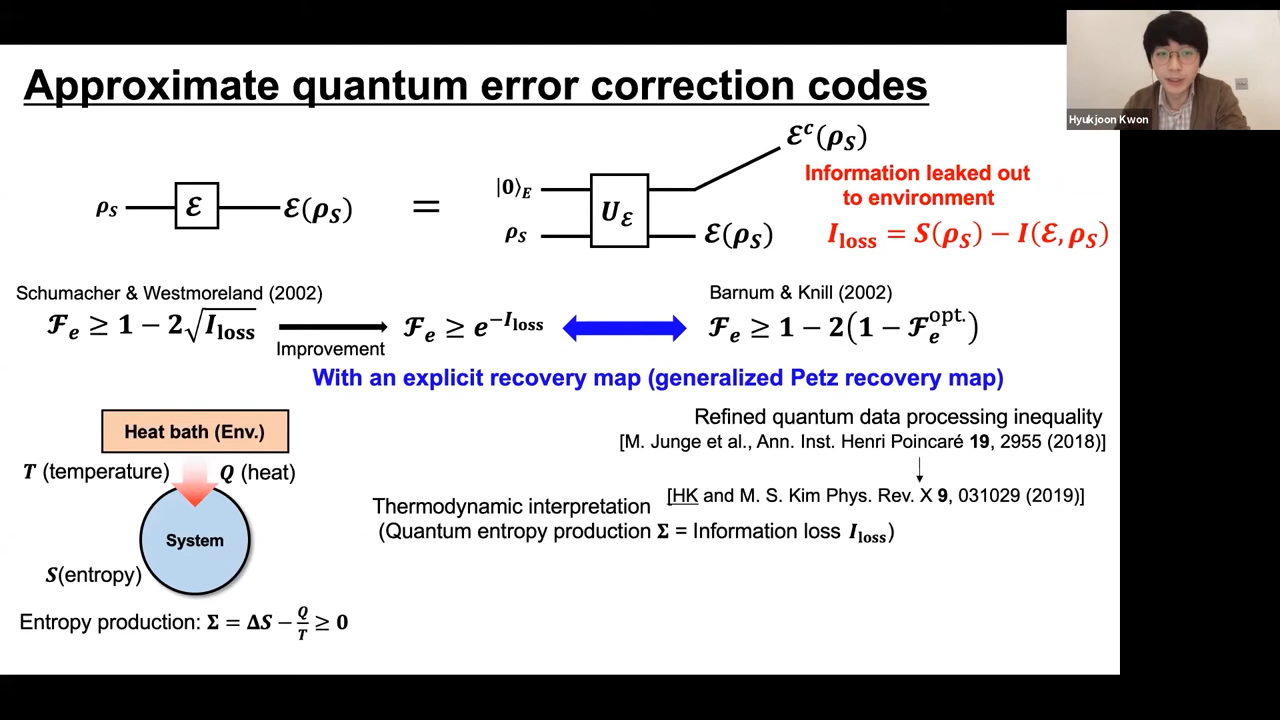 Approximate quantum error correction codes
Hyukjoon Kwon
ρ_S ℰ ℰ(ρ_S)
=
|0⟩_E
ρ_S
U_ℰ
ℰ^c(ρ_S)
ℰ(ρ_S)
Information leaked out
to environment
I_loss = S(ρ_S) − I(ℰ, ρ_S)
Schumacher & Westmoreland (2002)
ℱ_e ≥ 1 − 2√I_loss
Improvement
ℱ_e ≥ e^{−I_loss}
Barnum & Knill (2002)
ℱ_e ≥ 1 − 2(1 − ℱ_e^{opt.})
With an explicit recovery map (generalized Petz recovery map)
Refined quantum data processing inequality
[M. Junge et al., Ann. Inst. Henri Poincaré 19, 2955 (2018)]
[HK and M. S. Kim Phys. Rev. X 9, 031029 (2019)]
Thermodynamic interpretation
(Quantum entropy production Σ = Information loss I_loss)
Heat bath (Env.)
T (temperature) Q (heat)
System
S(entropy)
Entropy production: Σ = ΔS − Q/T ≥ 0